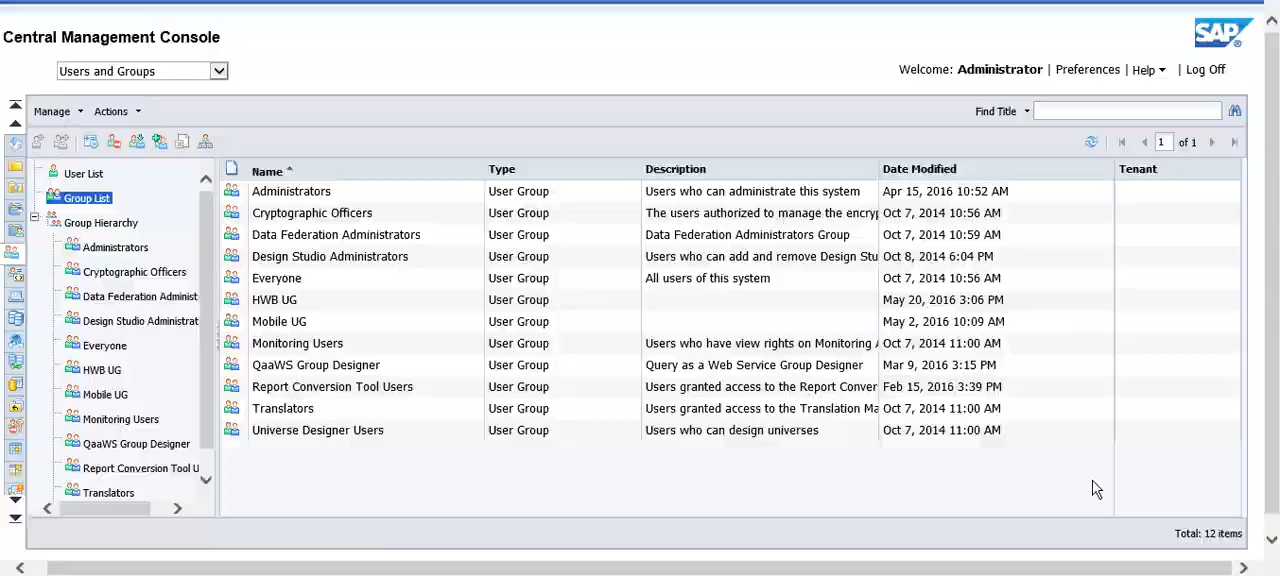 Central Management Console
SAP
Users and Groups
Welcome: Administrator | Preferences | Help | Log Off
Manage Actions
Find Title
1 of 1
User List
Group List
Group Hierarchy
Administrators
Cryptographic Officers
Data Federation Administ
Design Studio Administrat
Everyone
HWB UG
Mobile UG
Monitoring Users
QaaWS Group Designer
Report Conversion Tool U
Translators
Name Type Description Date Modified Tenant
Administrators User Group Users who can administrate this system Apr 15, 2016 10:52 AM
Cryptographic Officers User Group The users authorized to manage the encryp Oct 7, 2014 10:56 AM
Data Federation Administrators User Group Data Federation Administrators Group Oct 7, 2014 10:59 AM
Design Studio Administrators User Group Users who can add and remove Design Stu Oct 8, 2014 6:04 PM
Everyone User Group All users of this system Oct 7, 2014 10:56 AM
HWB UG User Group May 20, 2016 3:06 PM
Mobile UG User Group May 2, 2016 10:09 AM
Monitoring Users User Group Users who have view rights on Monitoring A Oct 7, 2014 11:00 AM
QaaWS Group Designer User Group Query as a Web Service Group Designer Mar 9, 2016 3:15 PM
Report Conversion Tool Users User Group Users granted access to the Report Conver Feb 15, 2016 3:39 PM
Translators User Group Users granted access to the Translation Ma Oct 7, 2014 11:00 AM
Universe Designer Users User Group Users who can design universes Oct 7, 2014 11:00 AM
Total: 12 items